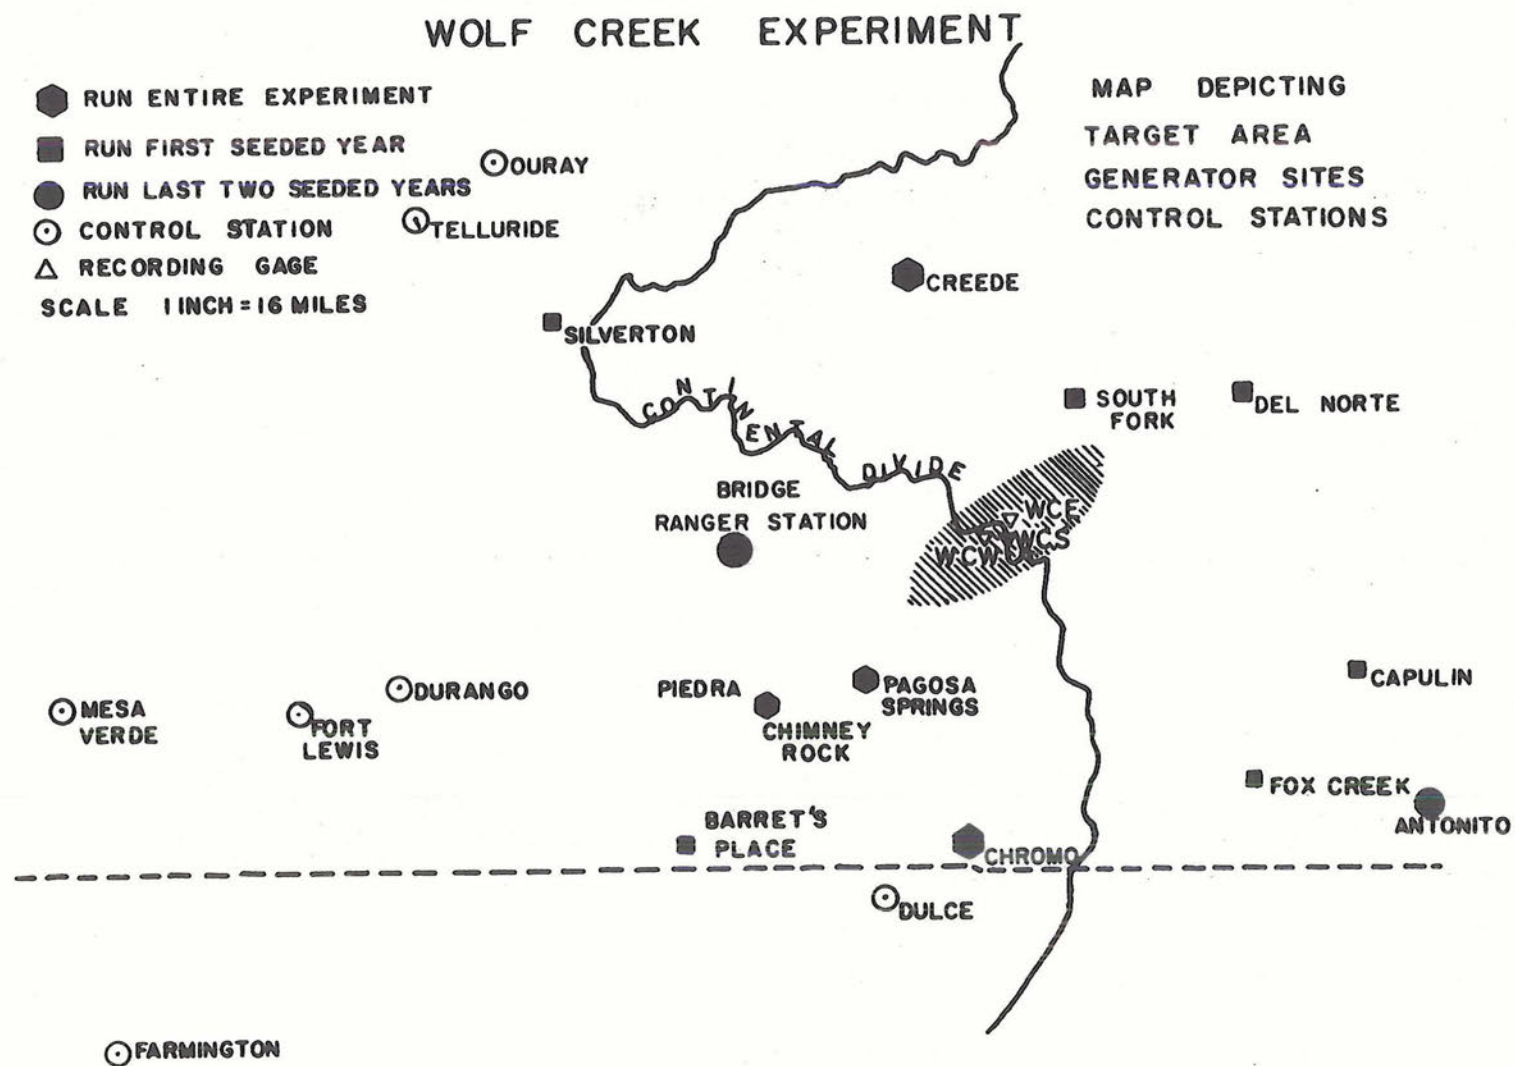 WOLF CREEK EXPERIMENT
RUN ENTIRE EXPERIMENT
RUN FIRST SEEDED YEAR
RUN LAST TWO SEEDED YEARS
CONTROL STATION
RECORDING GAGE
SCALE 1 INCH = 16 MILES
MAP DEPICTING
TARGET AREA
GENERATOR SITES
CONTROL STATIONS
OURAY
TELLURIDE
CREEDE
SILVERTON
CONTINENTAL DIVIDE
SOUTH
FORK
DEL NORTE
BRIDGE
RANGER STATION
WCE
WCS
WCW
MESA
VERDE
FORT
LEWIS
DURANGO
PIEDRA
CHIMNEY
ROCK
PAGOSA
SPRINGS
CAPULIN
FOX CREEK
ANTONITO
BARRET'S
PLACE
CHROMO
DULCE
FARMINGTON